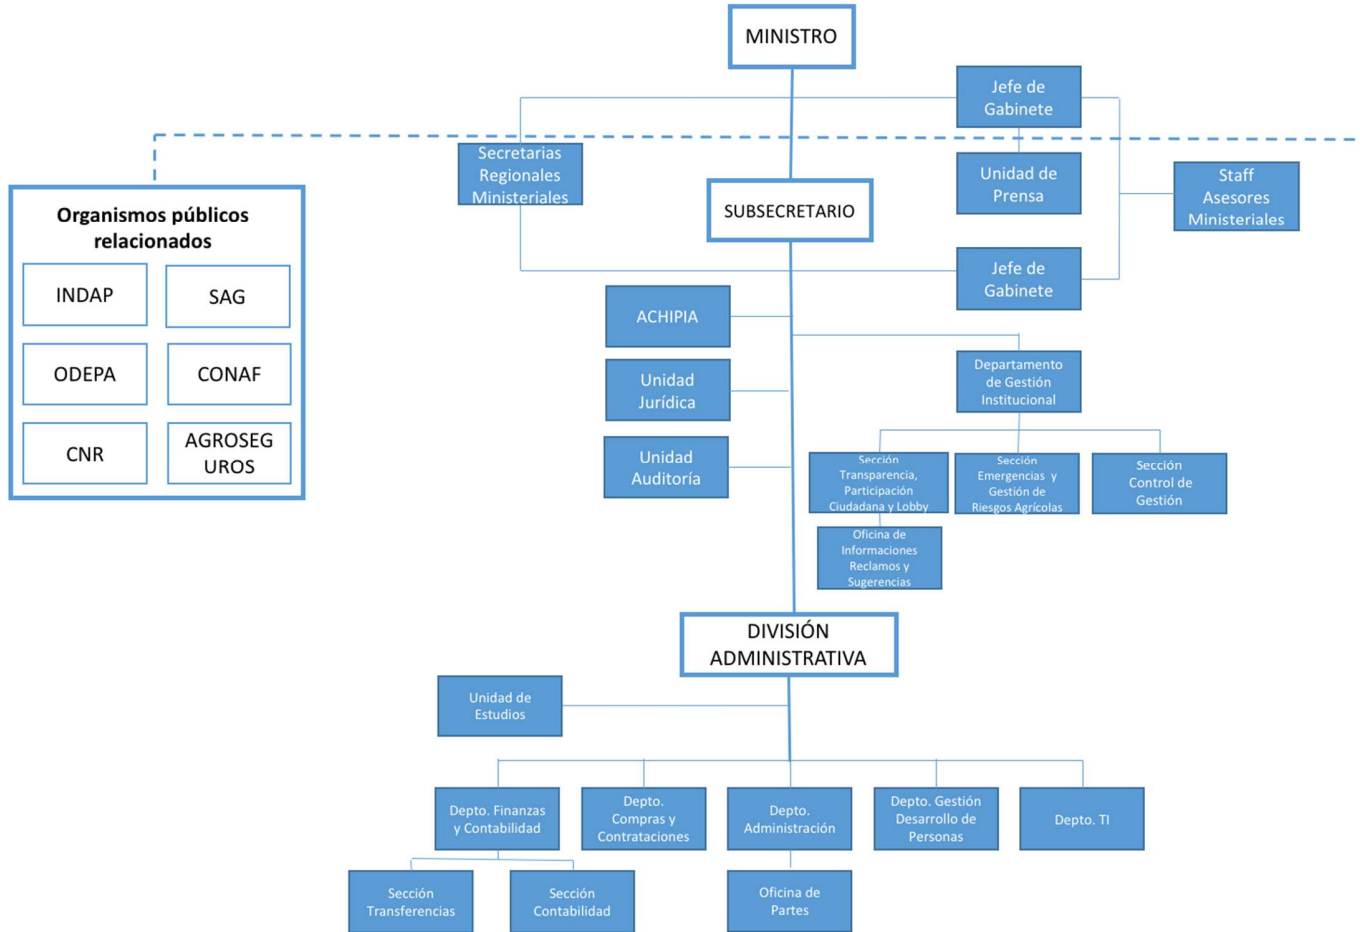 MINISTRO
Jefe de
Gabinete
Secretarias
Regionales
Ministeriales
Unidad de
Prensa
Staff
Asesores
Ministeriales
SUBSECRETARIO
Organismos públicos
relacionados
INDAP
SAG
ODEPA
CONAF
CNR
AGROSEG
UROS
Jefe de
Gabinete
ACHIPIA
Unidad
Jurídica
Unidad
Auditoría
Departamento
de Gestión
Institucional
Sección
Transparencia,
Participación
Ciudadana y Lobby
Sección
Emergencias y
Gestión de
Riesgos Agrícolas
Sección
Control de
Gestión
Oficina de
Informaciones
Reclamos y
Sugerencias
DIVISIÓN
ADMINISTRATIVA
Unidad de
Estudios
Depto. Finanzas
y Contabilidad
Depto.
Compras y
Contrataciones
Depto.
Administración
Depto. Gestión
Desarrollo de
Personas
Depto. TI
Sección
Transferencias
Sección
Contabilidad
Oficina de
Partes